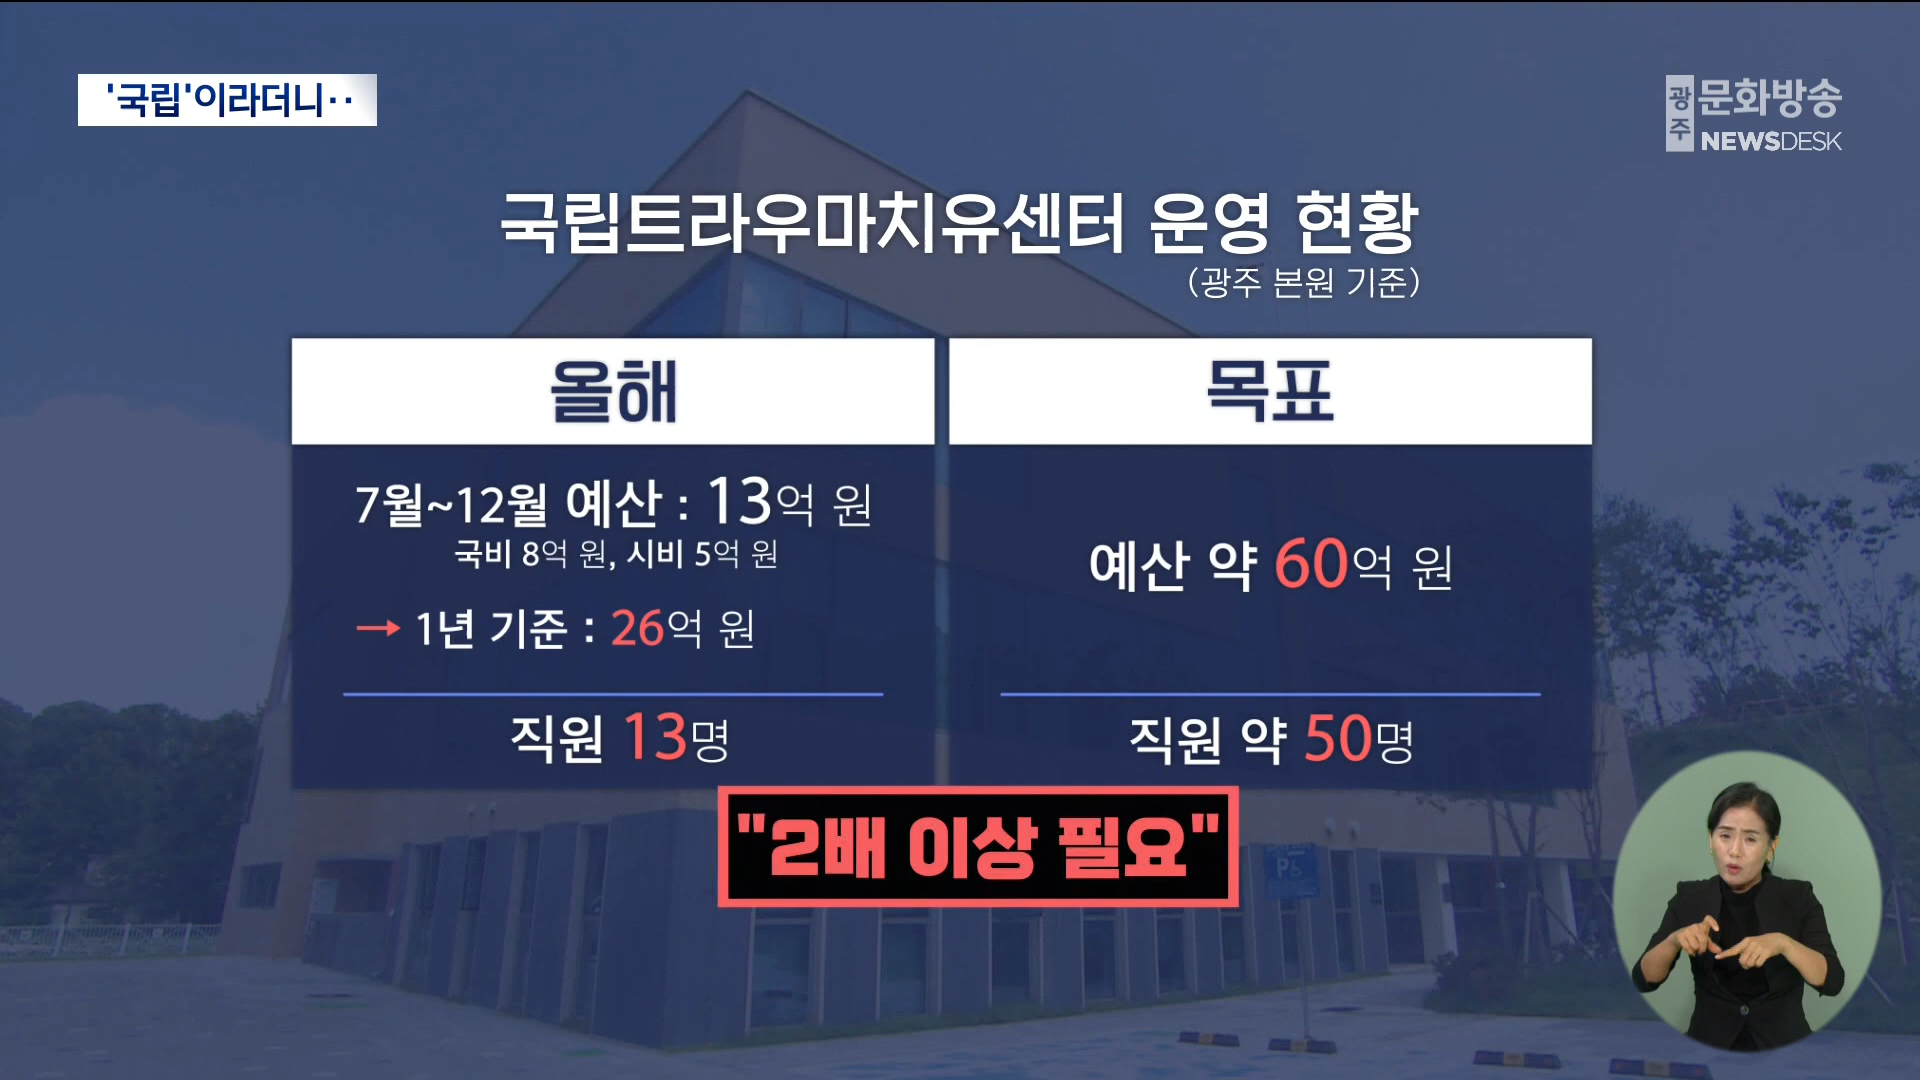 '국립'이라더니··
광주 문화방송
NEWSDESK
국립트라우마치유센터 운영 현황
(광주 본원 기준)
올해
7월~12월 예산 : 13억 원
국비 8억 원, 시비 5억 원
→ 1년 기준 : 26억 원
직원 13명
목표
예산 약 60억 원
직원 약 50명
"2배 이상 필요"
P